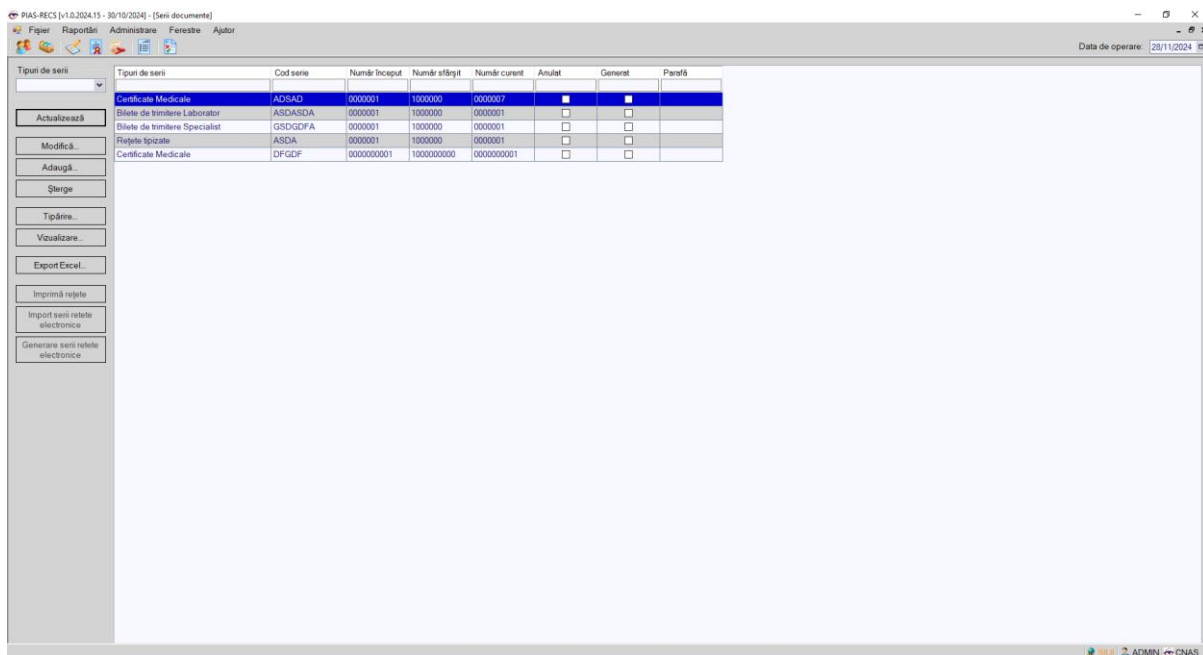 PIAS-RECS [v1.0.2024.15 - 30/10/2024] - [Serii documente]
Fișier Raportări Administrare Ferestre Ajutor
Data de operare: 28/11/2024
Tipuri de serii
Tipuri de serii Cod serie Număr început Număr sfârșit Număr curent Anulat Generat Parafă
Certificate Medicale ADSAD 0000001 1000000 0000007
Bilete de trimitere Laborator ASDASDA 0000001 1000000 0000001
Bilete de trimitere Specialist GSDGDFA 0000001 1000000 0000001
Rețete tipizate ASDA 0000001 1000000 0000001
Certificate Medicale DFGDF 0000000001 1000000000 0000000001
Actualizează
Modifică...
Adaugă...
Șterge
Tipărire...
Vizualizare...
Export Excel...
Imprimă rețete
Import serii retete
electronice
Generare serii retete
electronice
SIUI ADMIN CNAS